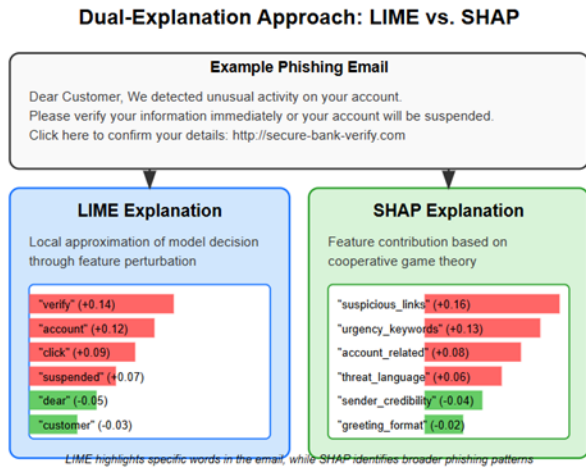 Dual-Explanation Approach: LIME vs. SHAP
Example Phishing Email
Dear Customer, We detected unusual activity on your account.
Please verify your information immediately or your account will be suspended.
Click here to confirm your details: http://secure-bank-verify.com
LIME Explanation
Local approximation of model decision
through feature perturbation
"verify" (+0.14)
"account" (+0.12)
"click" (+0.09)
"suspended" (+0.07)
"dear" (-0.05)
"customer" (-0.03)
SHAP Explanation
Feature contribution based on
cooperative game theory
"suspicious_links" (+0.16)
"urgency_keywords" (+0.13)
"account_related" (+0.08)
"threat_language" (+0.06)
"sender_credibility" (-0.04)
"greeting_format" (-0.02)
LIME highlights specific words in the email, while SHAP identifies broader phishing patterns